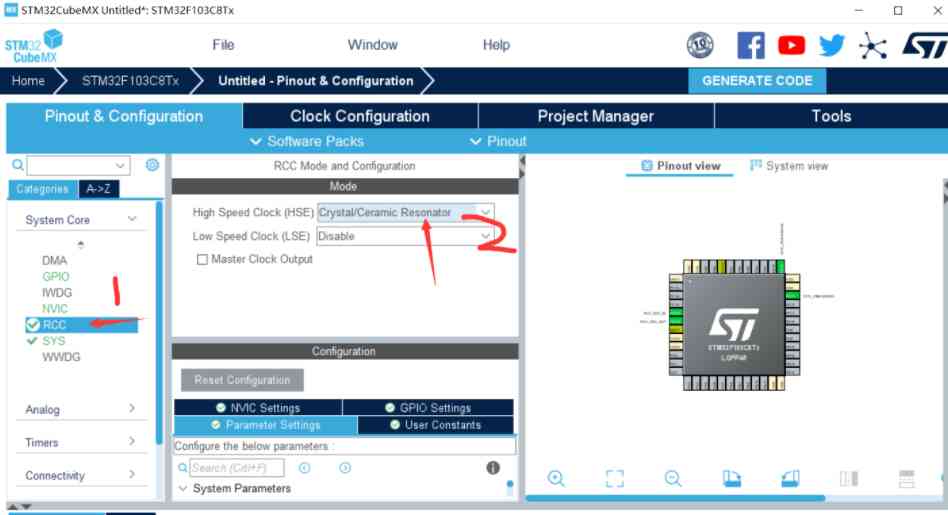 MX STM32CubeMX Untitled*: STM32F103C8Tx
STM32
CubeMX
File
Window
Help
10
Home
STM32F103C8Tx
Untitled - Pinout & Configuration
GENERATE CODE
Pinout & Configuration
Clock Configuration
Project Manager
Tools
Software Packs
Pinout
RCC Mode and Configuration
Pinout view
System view
Categories
A->Z
Mode
System Core
High Speed Clock (HSE)
Crystal/Ceramic Resonator
2
Low Speed Clock (LSE)
Disable
DMA
Master Clock Output
GPIO
IWDG
1
NVIC
RCC
SYS
WWDG
ST
STM32F103C8Tx
LQFP48
Configuration
Reset Configuration
NVIC Settings
GPIO Settings
Parameter Settings
User Constants
Configure the below parameters :
Search (Ctrl+F)
System Parameters
Analog
Timers
Connectivity